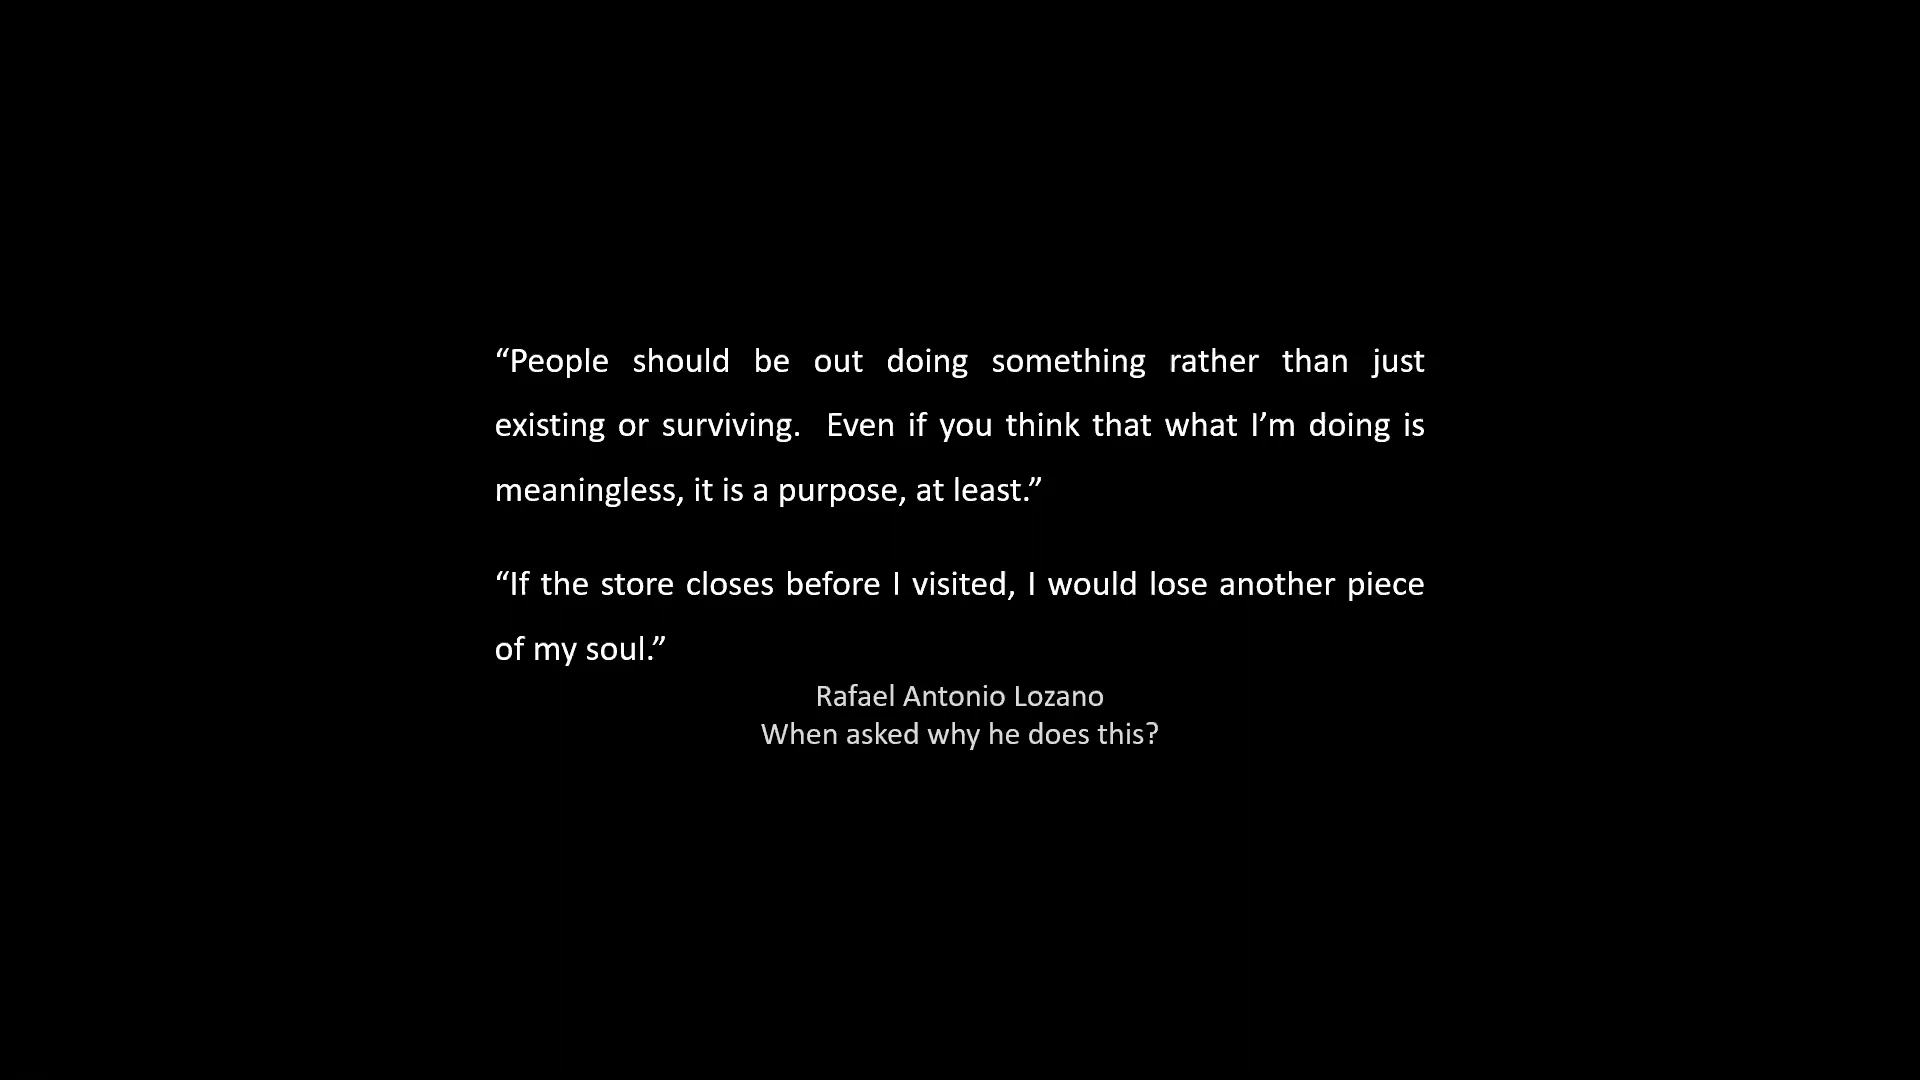 “People should be out doing something rather than just
existing or surviving.  Even if you think that what I’m doing is
meaningless, it is a purpose, at least.”
“If the store closes before I visited, I would lose another piece
of my soul.”
Rafael Antonio Lozano
When asked why he does this?